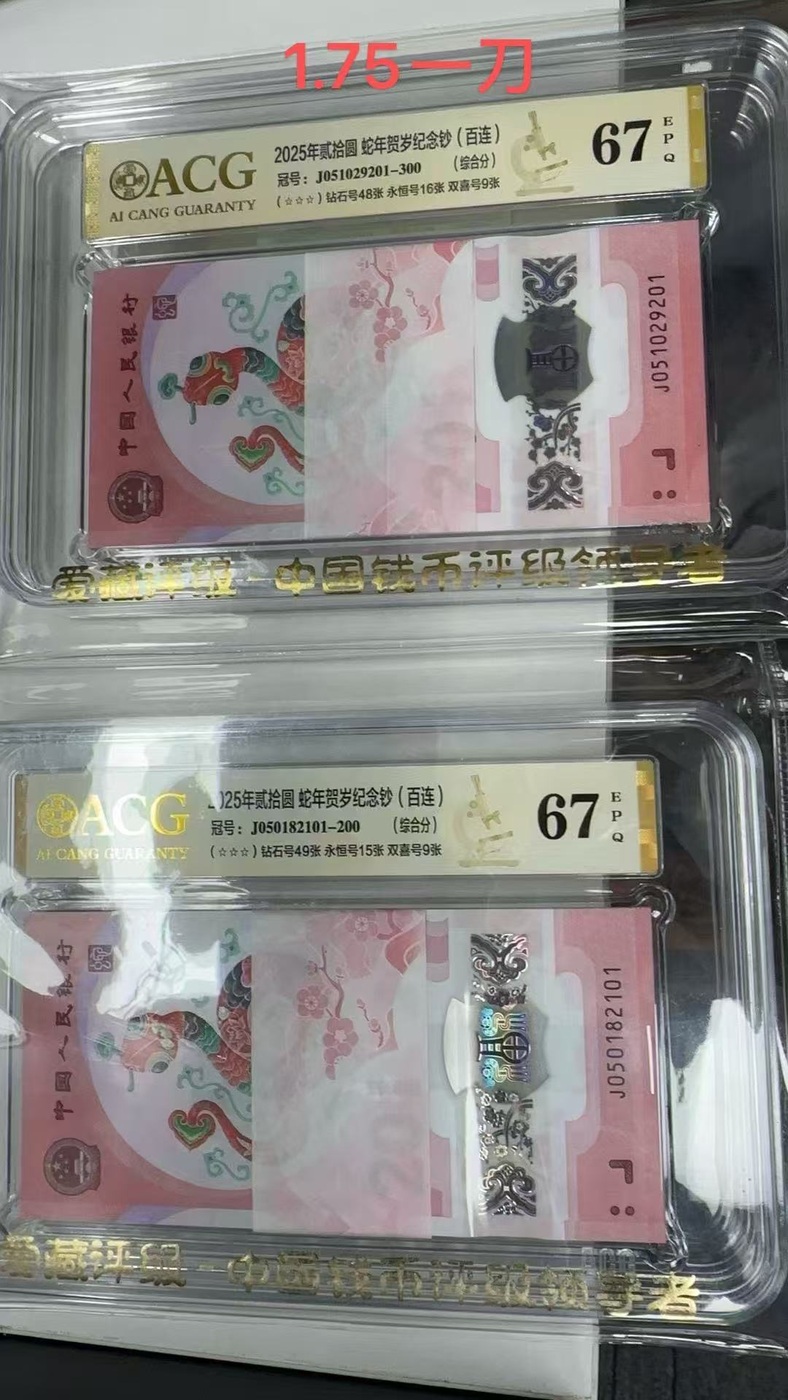 1.75一刀
ACG
AI CANG GUARANTY
2025年贰拾圆 蛇年贺岁纪念钞（百连）
冠号：J051029201-300 （综合分）
（☆☆☆）钻石号48张 永恒号16张 双喜号9张
67
EPQ
中国人民银行
J051029201
爱藏评级-中国钱币评级领导者
ACG
AI CANG GUARANTY
2025年贰拾圆 蛇年贺岁纪念钞（百连）
冠号：J050182101-200 （综合分）
（☆☆☆）钻石号49张 永恒号15张 双喜号9张
67
EPQ
中国人民银行
J050182101
爱藏评级-中国钱币评级领导者